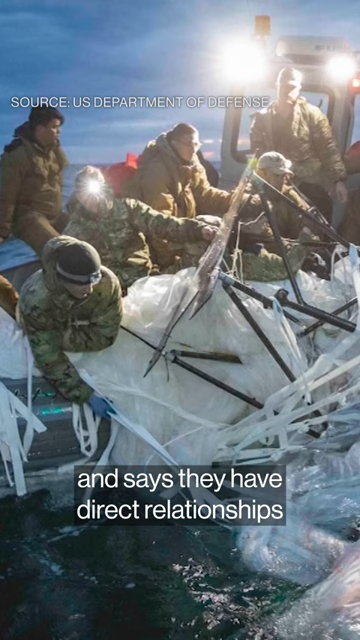 SOURCE: US DEPARTMENT OF DEFENSE
and says they have
direct relationships